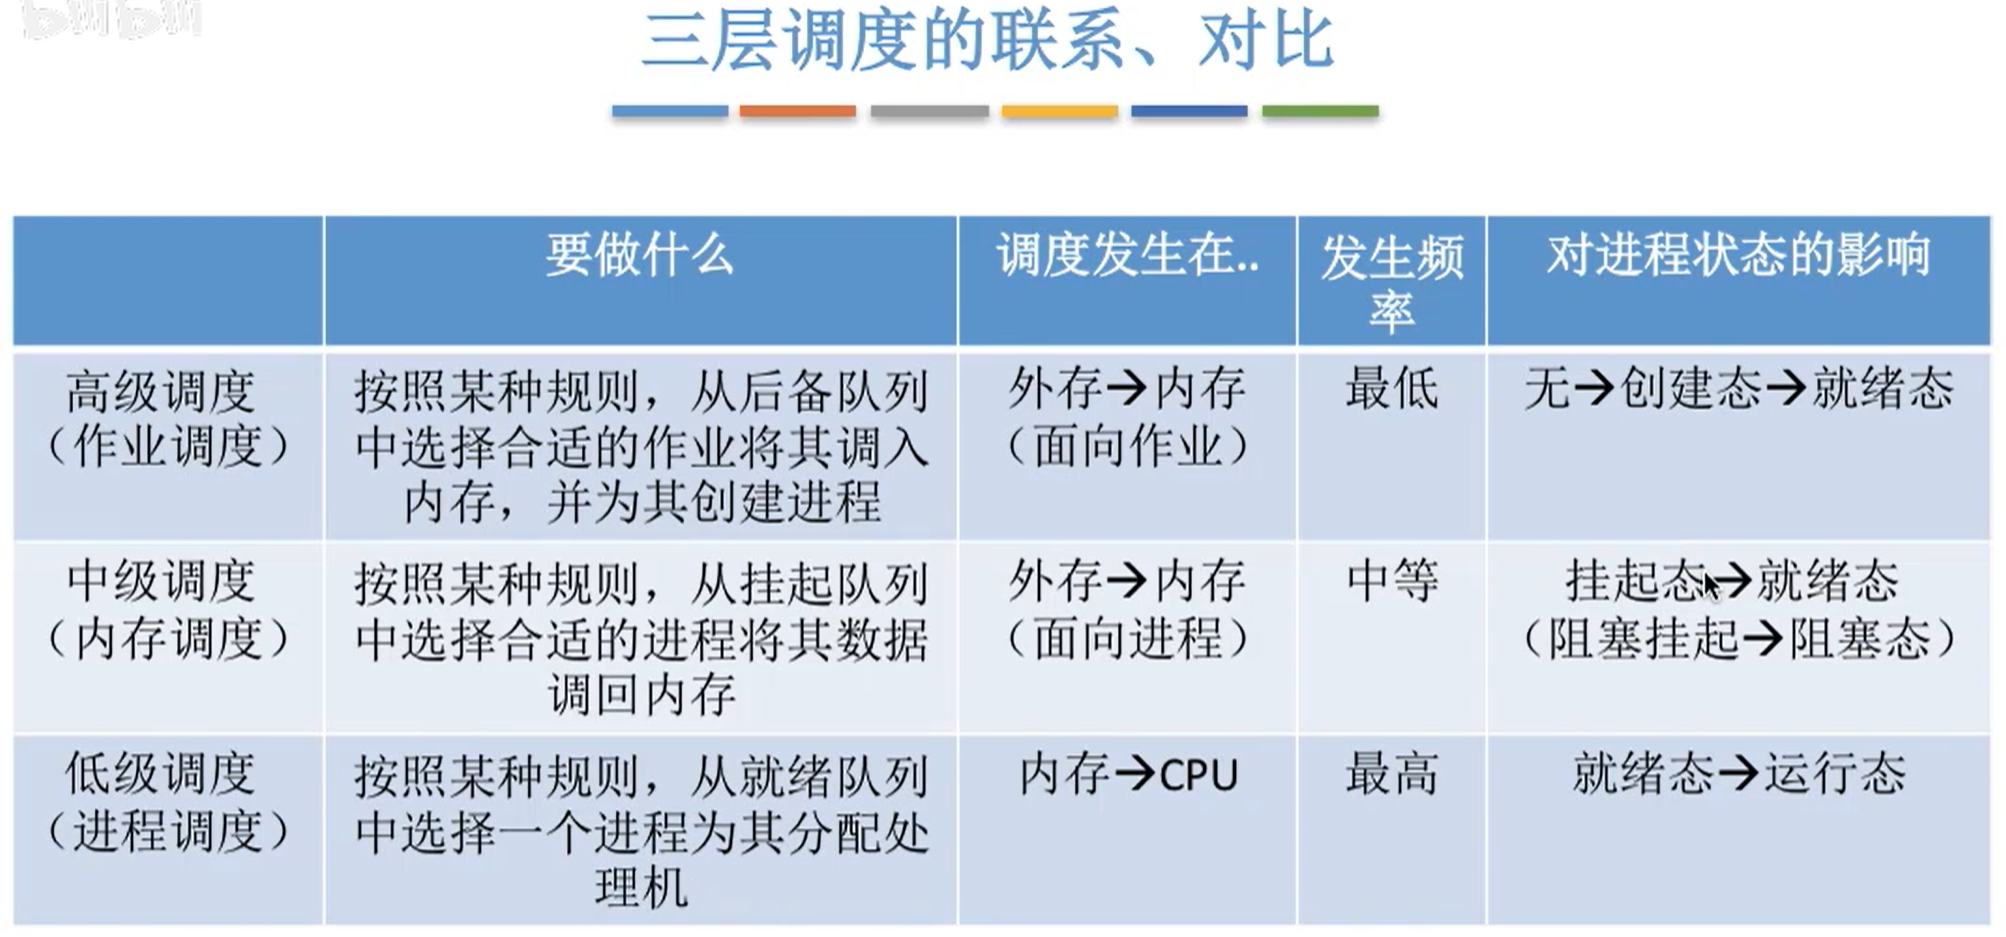 bilibili
三层调度的联系、对比
要做什么
调度发生在..
发生频
率
对进程状态的影响
高级调度
（作业调度）
按照某种规则，从后备队列
中选择合适的作业将其调入
内存，并为其创建进程
外存→内存
（面向作业）
最低
无→创建态→就绪态
中级调度
（内存调度）
按照某种规则，从挂起队列
中选择合适的进程将其数据
调回内存
外存→内存
（面向进程）
中等
挂起态→就绪态
（阻塞挂起→阻塞态）
低级调度
（进程调度）
按照某种规则，从就绪队列
中选择一个进程为其分配处
理机
内存→CPU
最高
就绪态→运行态